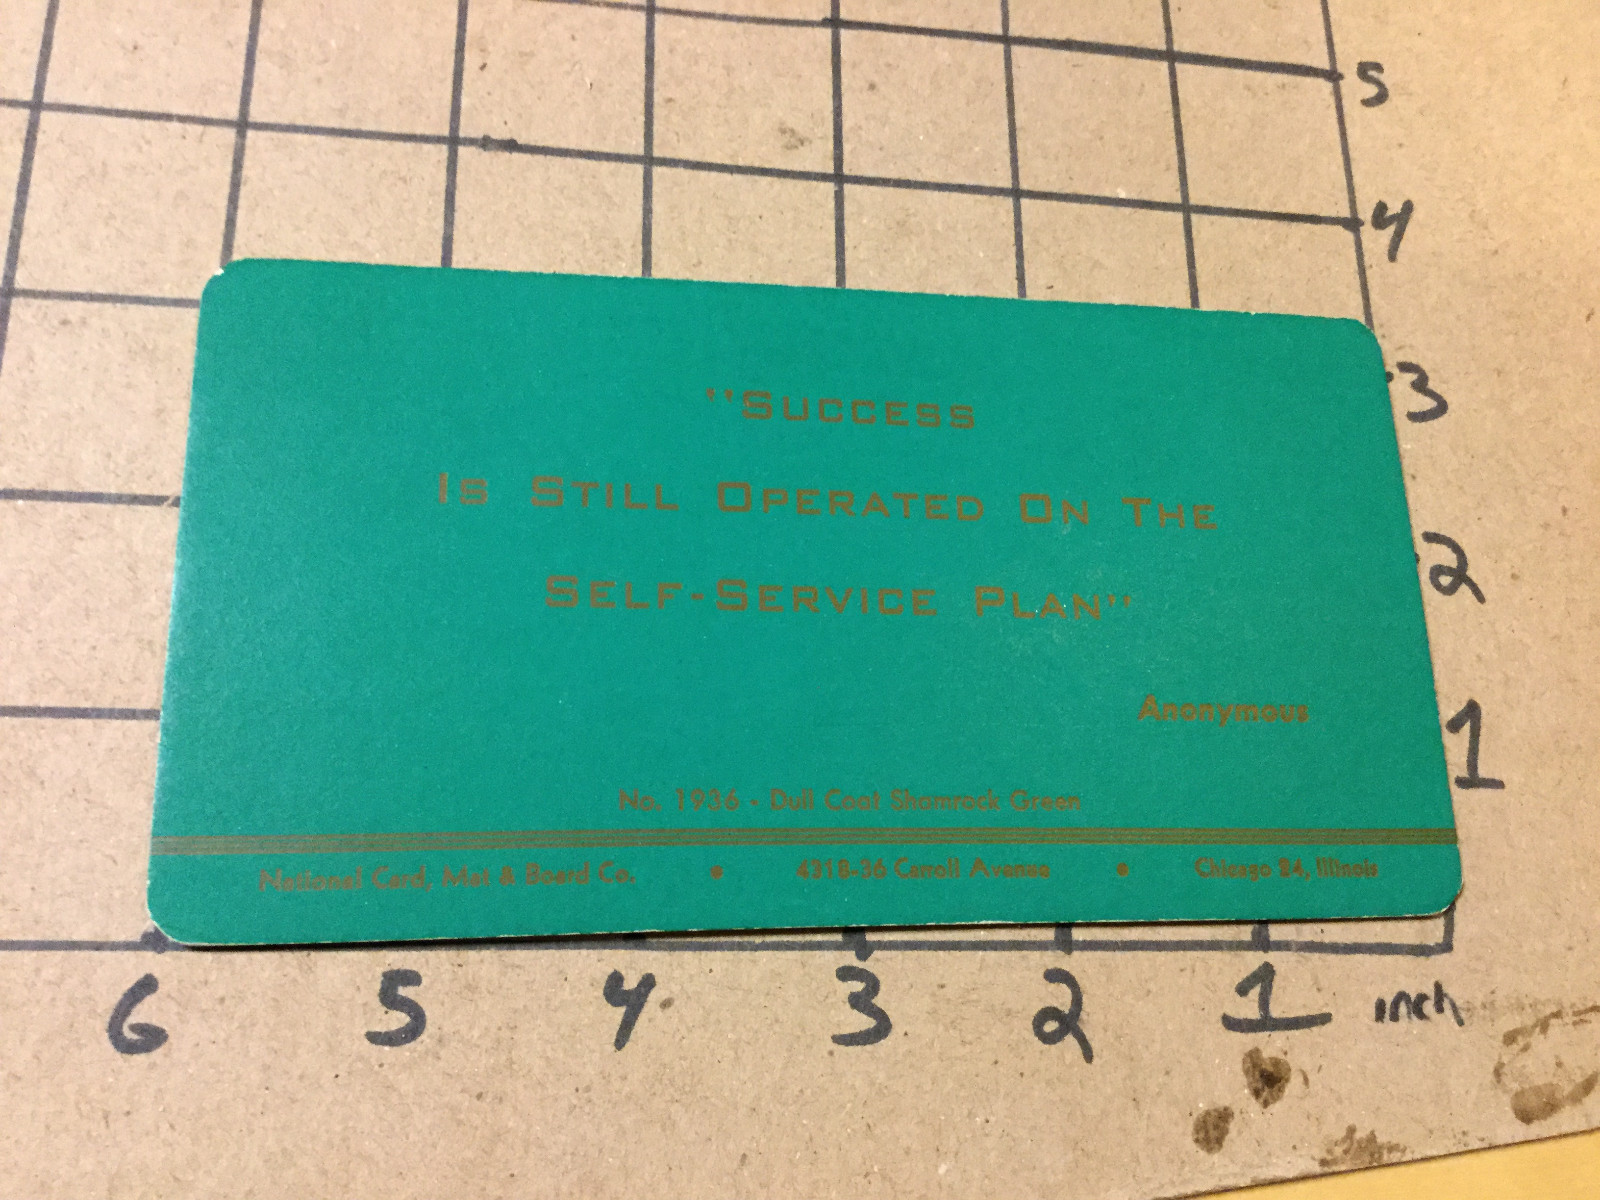 5
4
3
2
1
"SUCCESS
IS STILL OPERATED ON THE
SELF-SERVICE PLAN"
Anonymous
No. 1936 - Dull Coat Shamrock Green
National Card, Mat & Board Co. • 4318-36 Carroll Avenue • Chicago 24, Illinois
6 5 4 3 2 1 inch